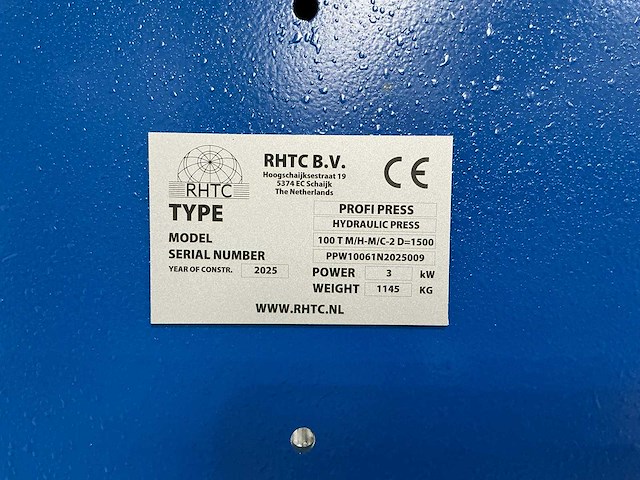 RHTC
RHTC B.V.
Hoogschaijksestraat 19
5374 EC Schaijk
The Netherlands
CE
TYPE PROFI PRESS
HYDRAULIC PRESS
MODEL 100 T M/H-M/C-2 D=1500
SERIAL NUMBER PPW10061N2025009
YEAR OF CONSTR. 2025 POWER 3 kW
WEIGHT 1145 KG
WWW.RHTC.NL